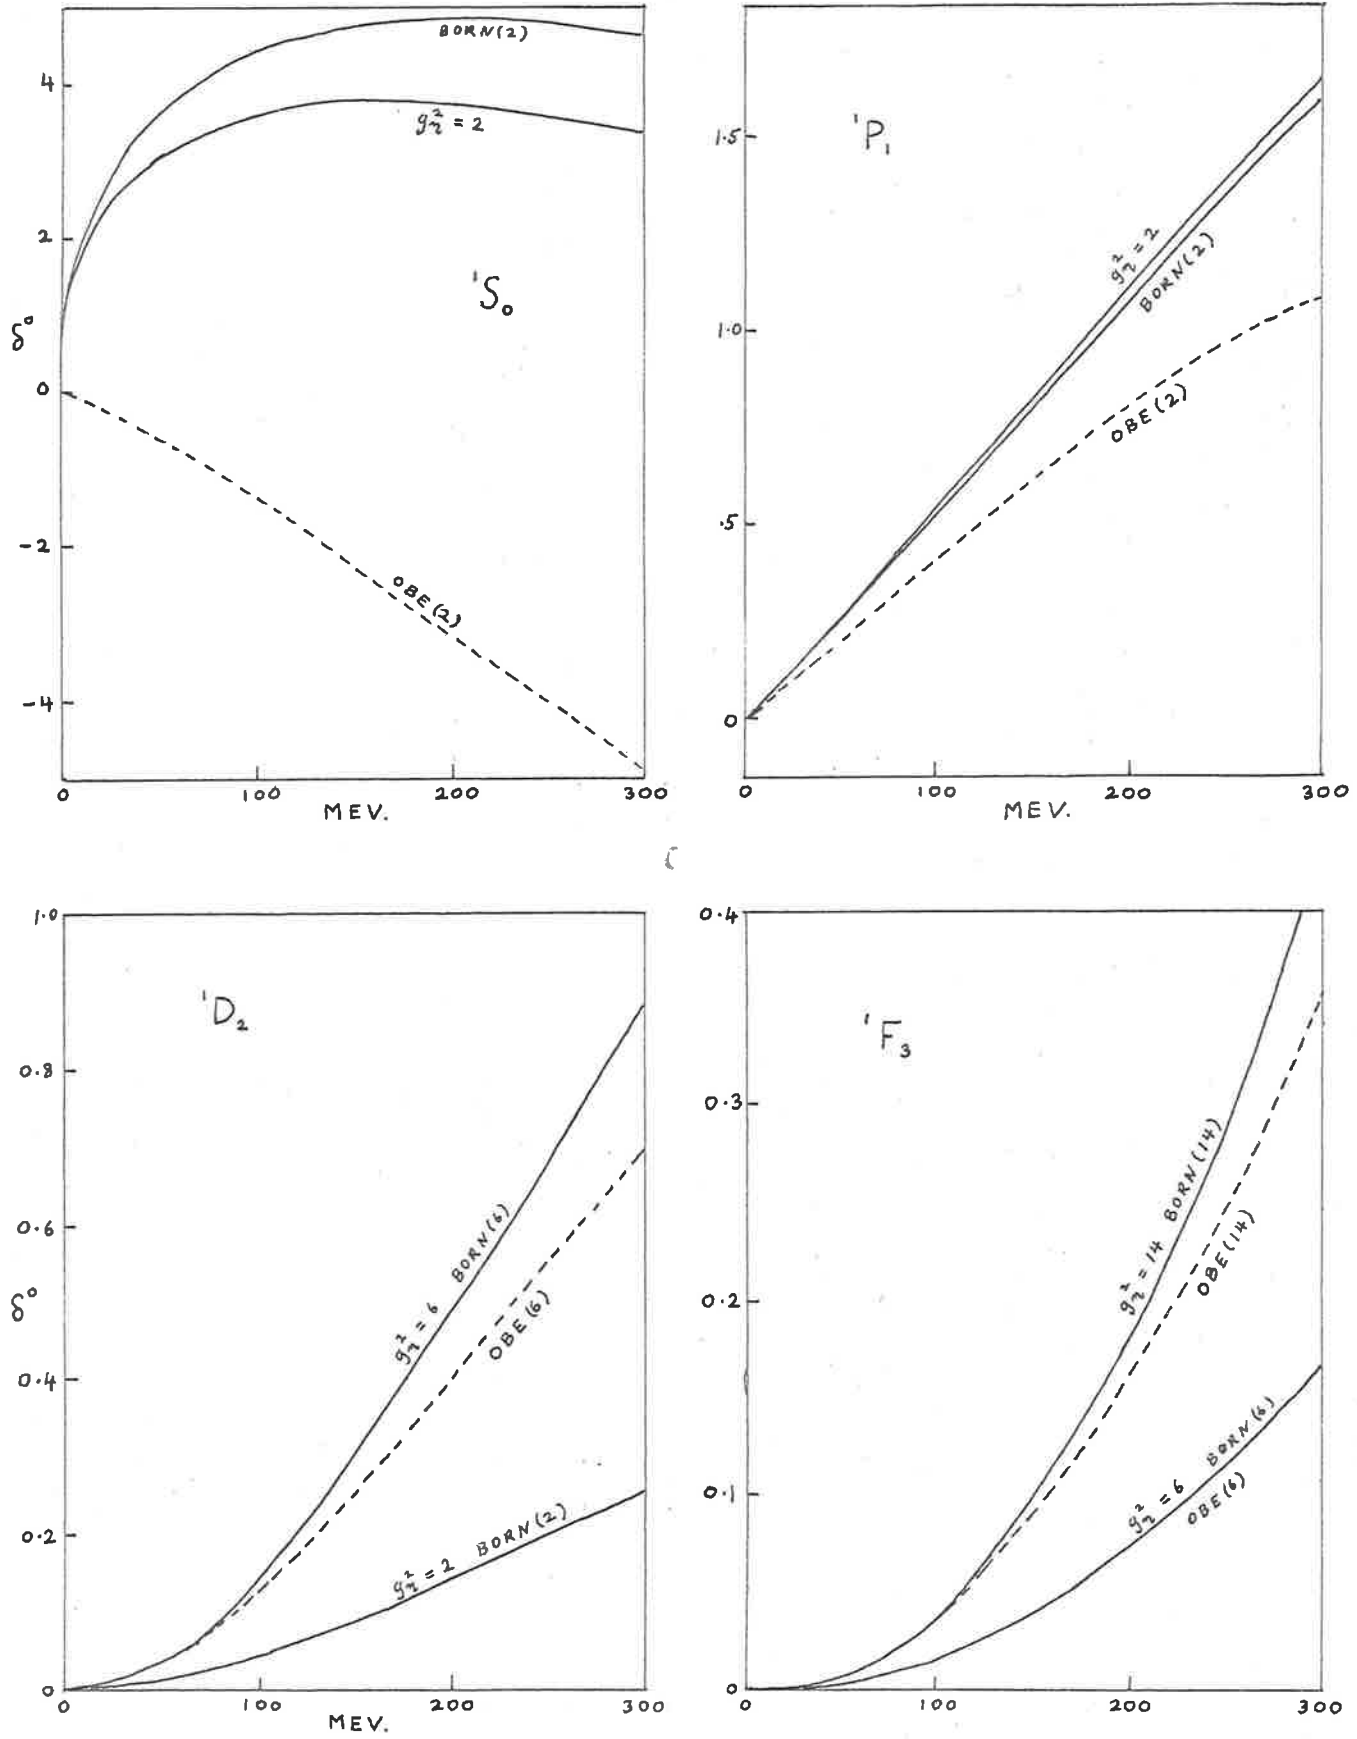 BORN(2)
4
g²η = 2
2
¹S₀
δ°
0
-2
OBE(2)
-4
0 100 200 300
MEV.
¹P₁
1.5
g²η = 2
BORN(2)
1.0
OBE(2)
.5
0
0 100 200 300
MEV.
1.0
¹D₂
0.8
0.6
BORN(6)
g²η = 6
δ°
OBE(6)
0.4
0.2
g²η = 2 BORN(2)
0
0 100 200 300
MEV.
0.4
¹F₃
0.3
g²η = 14 BORN(14)
OBE(14)
0.2
g²η = 6 BORN(6)
OBE(6)
0.1
0
0 100 200 300